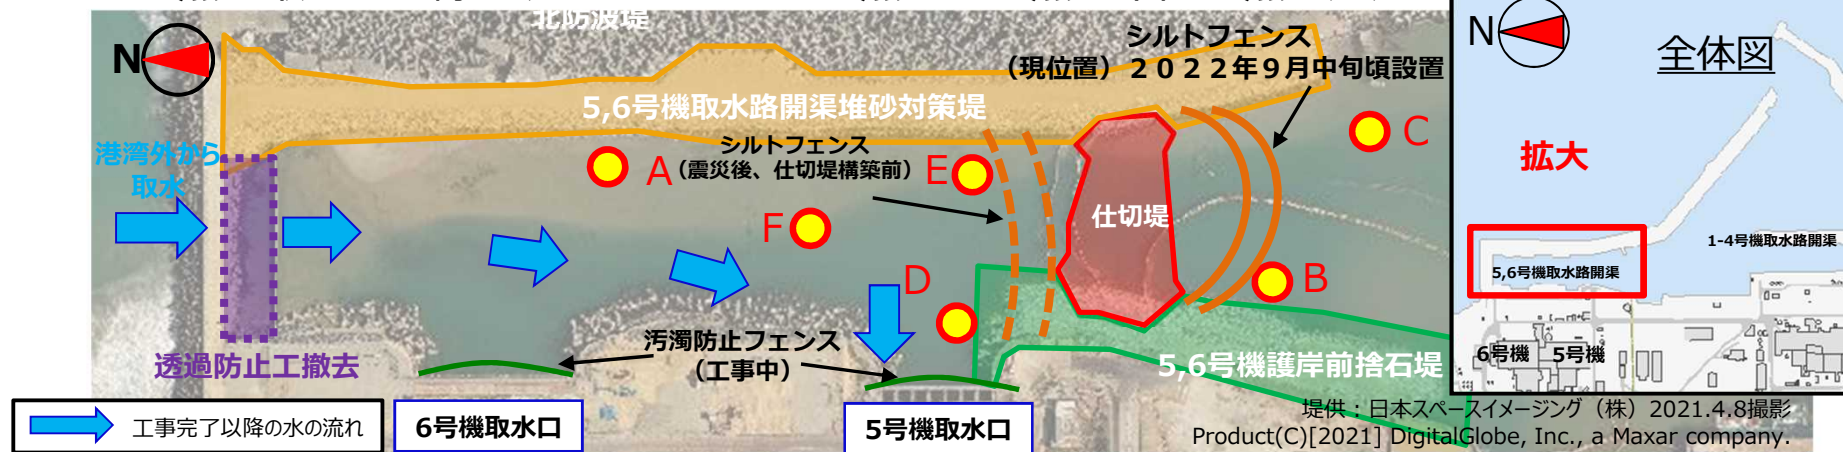 北防波堤
N
シルトフェンス
（現位置）２０２２年９月中旬頃設置
5,6号機取水路開渠堆砂対策堤
港湾外から
取水
シルトフェンス
（震災後、仕切堤構築前）
A
E
C
F
D
B
仕切堤
汚濁防止フェンス
（工事中）
透過防止工撤去
5,6号機護岸前捨石堤
工事完了以降の水の流れ
6号機取水口
5号機取水口
N
全体図
拡大
1-4号機取水路開渠
5,6号機取水路開渠
6号機
5号機
提供：日本スペースイメージング（株）2021.4.8撮影
Product(C)[2021] DigitalGlobe, Inc., a Maxar company.